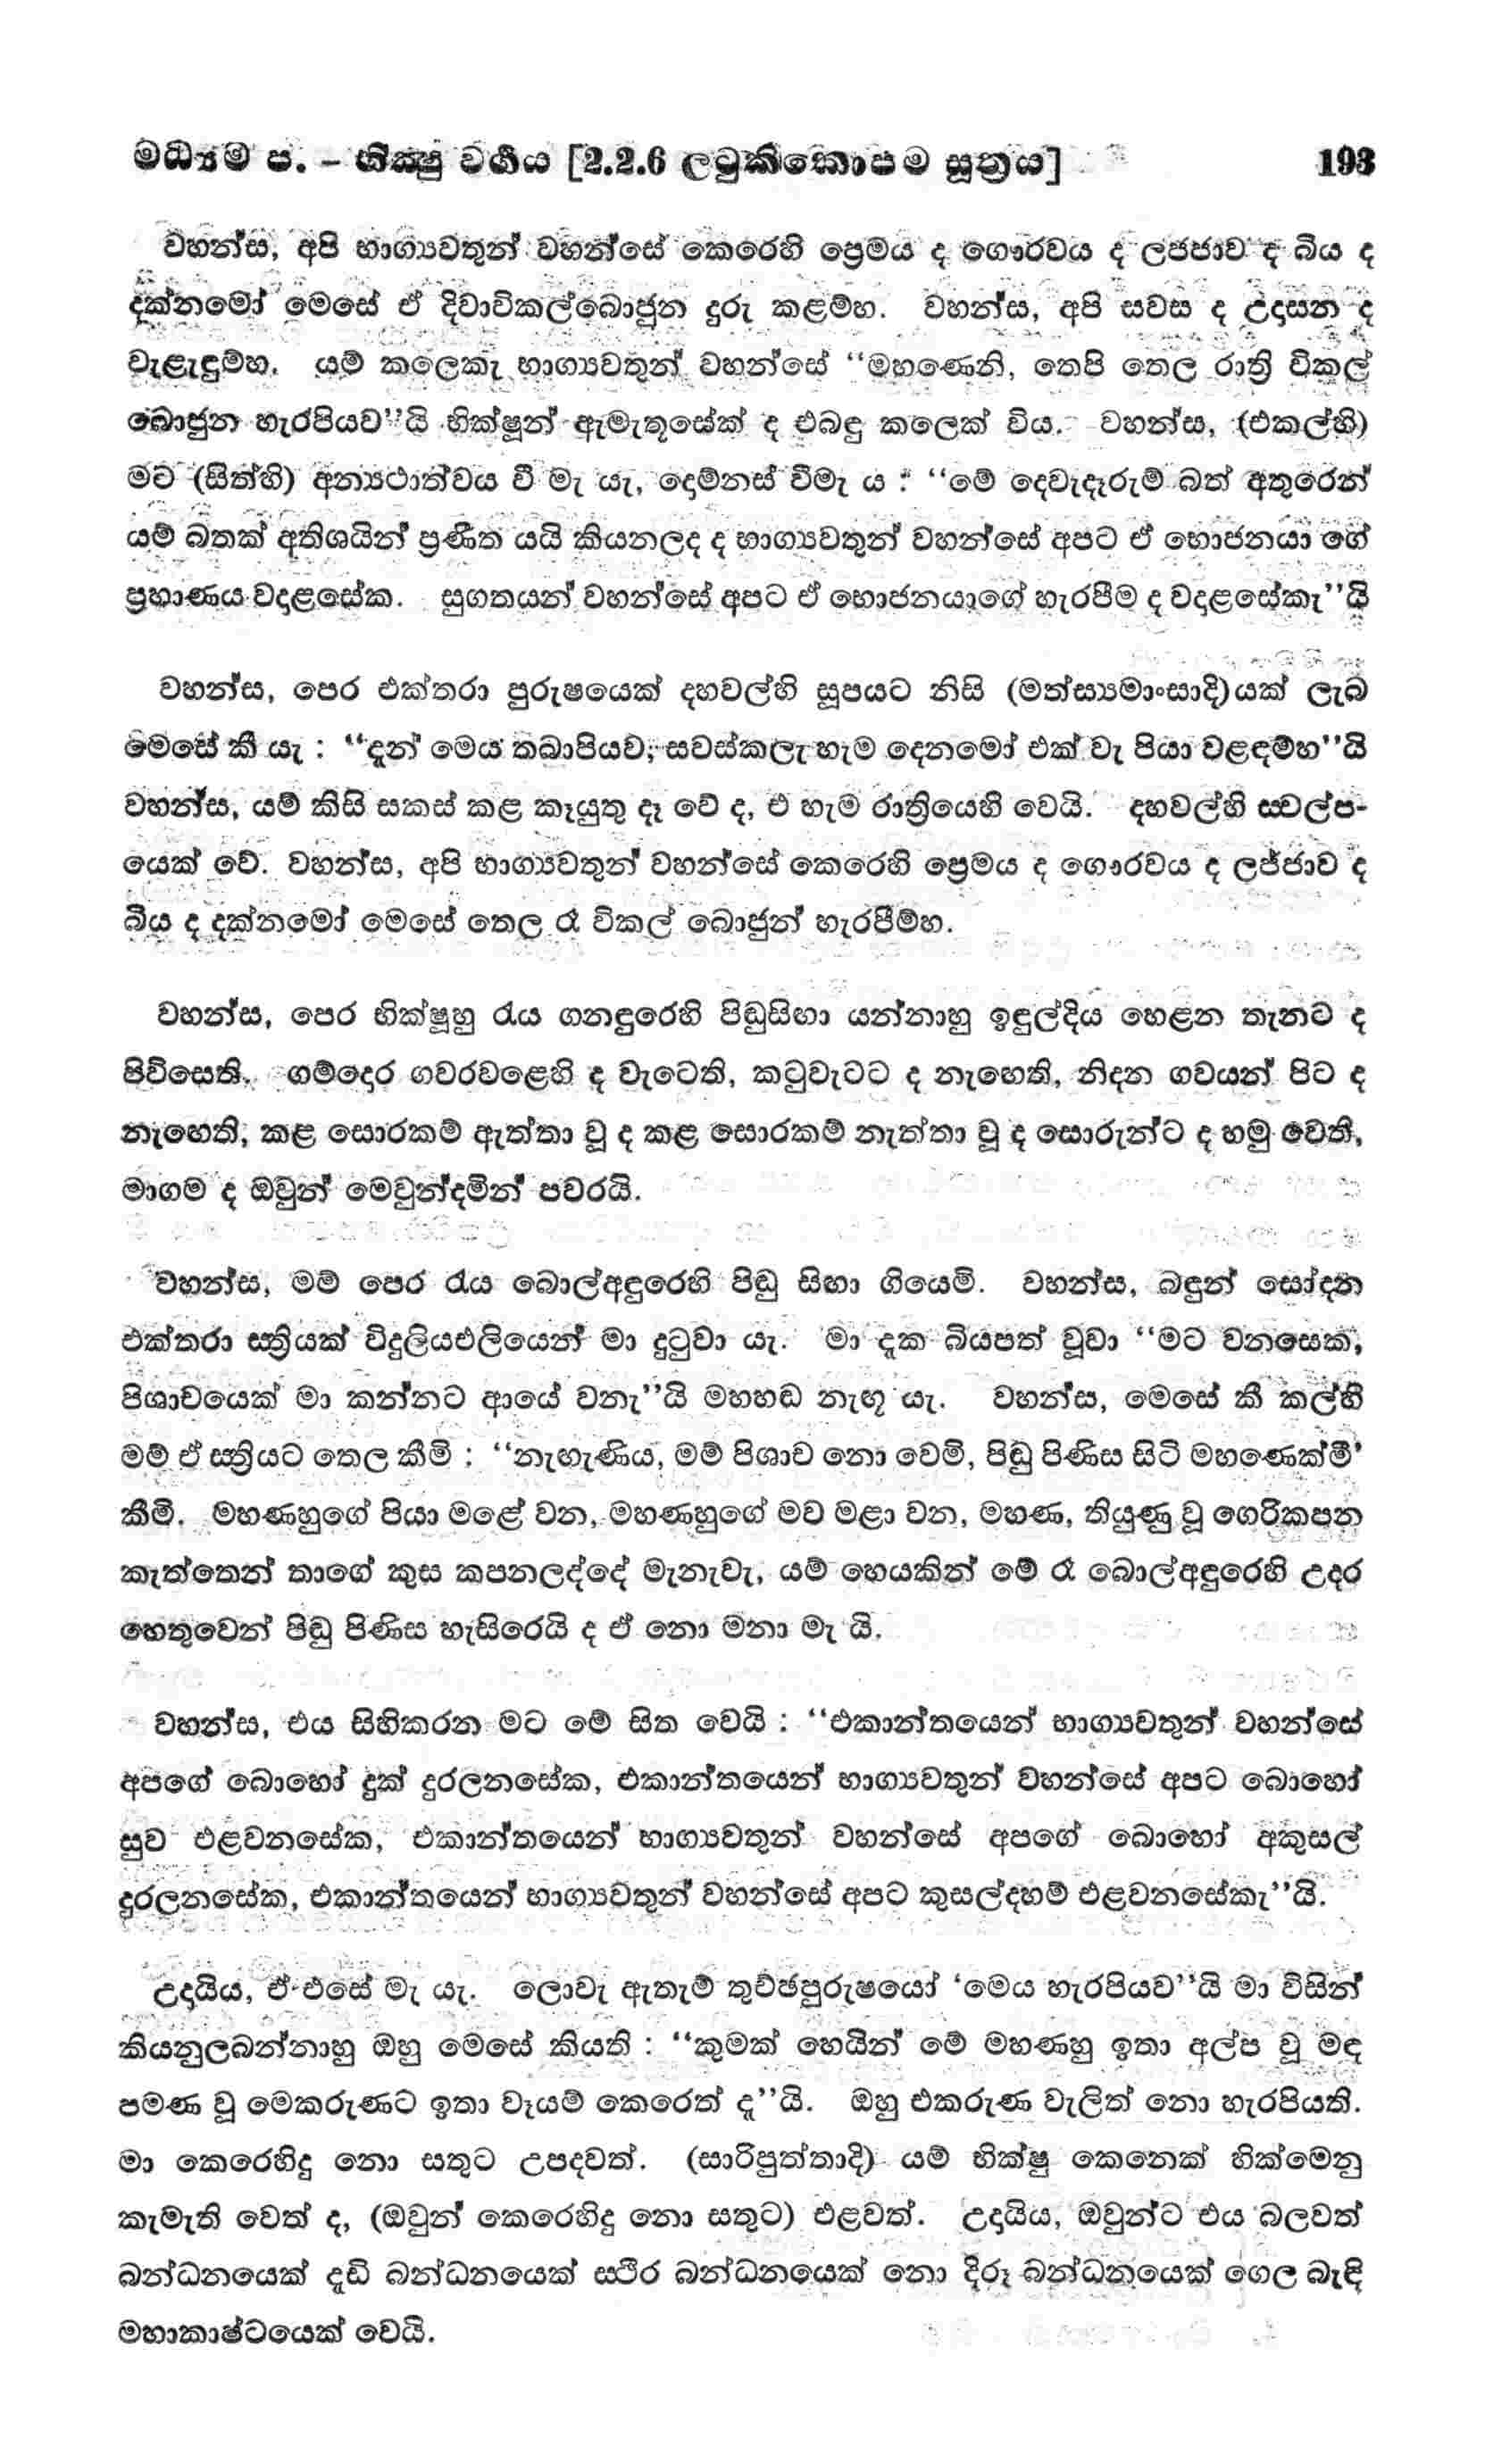 මධ්‍යම ප. – භික්ෂු වර්ගය [2.2.6 ලටුකිකොපම සූත්‍රය] 193
වහන්ස, අපි භාග්‍යවතුන් වහන්සේ කෙරෙහි ප්‍රෙමය ද ගෞරවය ද ලජ්ජාව ද බිය ද
දක්නමෝ මෙසේ ඒ දිවාවිකල්බොජුන දුරු කළම්හ. වහන්ස, අපි සවස ද උදසන ද
වැළැඳුම්හ. යම් කලෙකැ භාග්‍යවතුන් වහන්සේ “මහණෙනි, තෙපි තෙල රාත්‍රි විකල්
බොජුන හැරපියව”යි භික්ෂූන් ඇමැතූසේක් ද එබඳු කලෙක් විය. වහන්ස, (එකල්හි)
මට (සිත්හි) අන්‍යථාත්වය වී මැ යැ, දොම්නස් වීමැ ය : “මේ දෙවැදෑරුම් බත් අතුරෙන්
යම් බතක් අතිශයින් ප්‍රණීත යයි කියනලද ද භාග්‍යවතුන් වහන්සේ අපට ඒ භොජනයා ගේ
ප්‍රහාණය වදළසේක. සුගතයන් වහන්සේ අපට ඒ භොජනයාගේ හැරපීම ද වදළසේකැ”යි
වහන්ස, පෙර එක්තරා පුරුෂයෙක් දහවල්හි සූපයට නිසි (මත්ස්‍යමාංසාදි)යක් ලැබ
මෙසේ කී යැ : “දැන් මෙය තබාපියව, සවස්කලැ හැම දෙනමෝ එක් වැ පියා වළඳම්හ”යි
වහන්ස, යම් කිසි සකස් කළ කෑයුතු දෑ වේ ද, එ හැම රාත්‍රියෙහි වෙයි. දහවල්හි ස්වල්ප-
යෙක් වේ. වහන්ස, අපි භාග්‍යවතුන් වහන්සේ කෙරෙහි ප්‍රෙමය ද ගෞරවය ද ලජ්ජාව ද
බිය ද දක්නමෝ මෙසේ තෙල රෑ විකල් බොජුන් හැරපීම්හ.
වහන්ස, පෙර භික්ෂූහු රැය ගනඳුරෙහි පිඬුසිඟා යන්නාහු ඉඳුල්දිය හෙළන තැනට ද
පිවිසෙති. ගම්දොර ගවරවළෙහි ද වැටෙති, කටුවැටට ද නැඟෙති, නිදන ගවයන් පිට ද
නැඟෙති, කළ සොරකම් ඇත්තා වූ ද කළ සොරකම් නැත්තා වූ ද සොරුන්ට ද හමු වෙති,
මාගම ද ඔවුන් මෙවුන්දමින් පවරයි.
වහන්ස, මම් පෙර රැය බොල්අඳුරෙහි පිඬු සිඟා ගියෙමි. වහන්ස, බඳුන් සෝදන
එක්තරා ස්ත්‍රියක් විදුලියඑලියෙන් මා දුටුවා යැ. මා දැක බියපත් වූවා “මට වනසෙක,
පිශාචයෙක් මා කන්නට ආයේ වනැ”යි මහහඬ නැඟූ යැ. වහන්ස, මෙසේ කී කල්හි
මම් ඒ ස්ත්‍රියට තෙල කීමි : “නැඟැණිය, මම් පිශාච නො වෙමි, පිඬු පිණිස සිටි මහණෙක්මි’
කීමි. මහණහුගේ පියා මළේ වන, මහණහුගේ මව මළා වන, මහණ, තියුණු වූ ගෙරිකපන
කැත්තෙන් තාගේ කුස කපනලද්දේ මැනැවැ, යම් හෙයකින් මේ රෑ බොල්අඳුරෙහි උදර
හෙතුවෙන් පිඬු පිණිස හැසිරෙයි ද ඒ නො මනා මැ යි.
වහන්ස, එය සිහිකරන මට මේ සිත වෙයි : “එකාන්තයෙන් භාග්‍යවතුන් වහන්සේ
අපගේ බොහෝ දුක් දුරලනසේක, එකාන්තයෙන් භාග්‍යවතුන් වහන්සේ අපට බොහෝ
සුව එළවනසේක, එකාන්තයෙන් භාග්‍යවතුන් වහන්සේ අපගේ බොහෝ අකුසල්
දුරලනසේක, එකාන්තයෙන් භාග්‍යවතුන් වහන්සේ අපට කුසල්දහම් එළවනසේකැ”යි.
උදයිය, ඒ එසේ මැ යැ. ලොවැ ඇතැම් තුච්ඡපුරුෂයෝ ‘මෙය හැරපියව”යි මා විසින්
කියනුලබන්නාහු ඔහු මෙසේ කියති : “කුමක් හෙයින් මේ මහණහු ඉතා අල්ප වූ මඳ
පමණ වූ මෙකරුණට ඉතා වෑයම් කෙරෙත් දැ”යි. ඔහු එකරුණ වැලිත් නො හැරපියති.
මා කෙරෙහිදු නො සතුට උපදවත්. (සාරිපුත්තාදි) යම් භික්ෂු කෙනෙක් හික්මෙනු
කැමැති වෙත් ද, (ඔවුන් කෙරෙහිදු නො සතුට) එළවත්. උදයිය, ඔවුන්ට එය බලවත්
බන්ධනයෙක් දැඩි බන්ධනයෙක් ස්ථිර බන්ධනයෙක් නො දිරූ බන්ධනයෙක් ගෙල බැඳි
මහාකාෂ්ටයෙක් වෙයි.